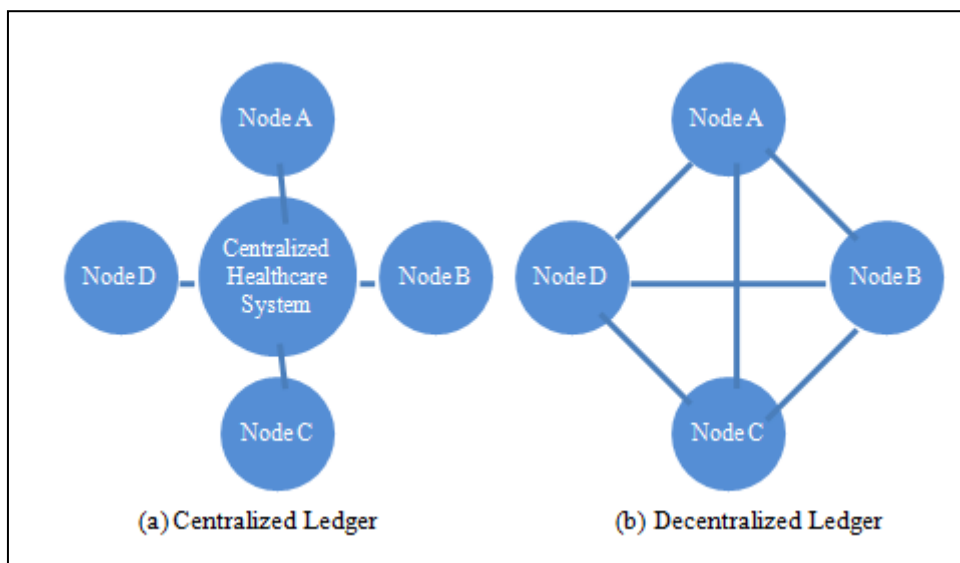 Node A
Node D
Centralized
Healthcare
System
Node B
Node C
(a) Centralized Ledger
Node A
Node D
Node B
Node C
(b) Decentralized Ledger